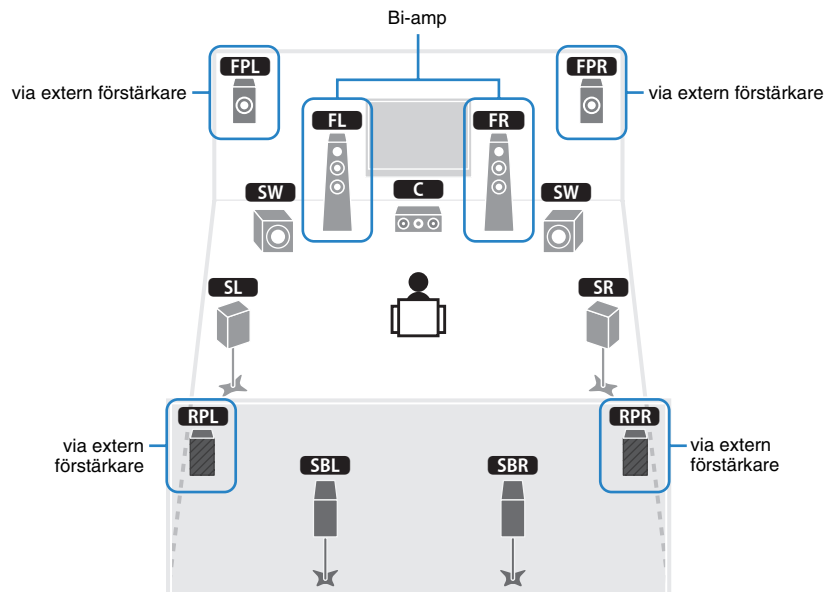 Bi-amp
FPL
FPR
via extern förstärkare
via extern förstärkare
FL
FR
SW
C
SW
SL
SR
RPL
RPR
via extern
förstärkare
via extern
förstärkare
SBL
SBR